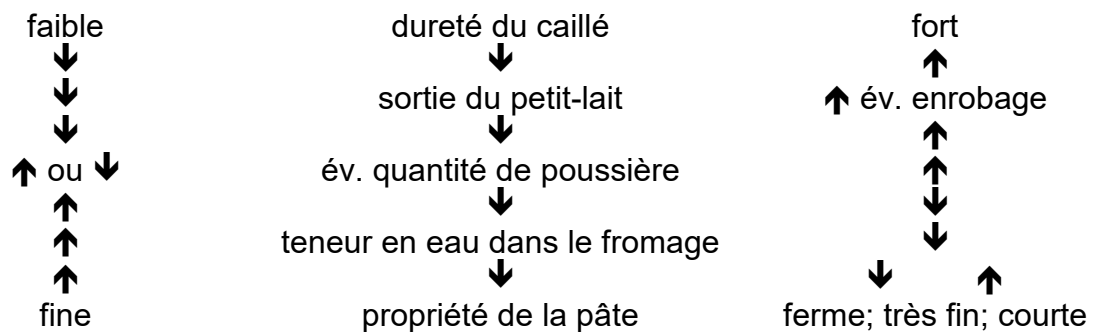 faible dureté du caillé fort
🡫 🡫 🡩
🡫 sortie du petit-lait 🡩 év. enrobage
🡫 🡫 🡩
🡩 ou 🡫 év. quantité de poussière 🡩
🡩 🡫 🡫
🡩 teneur en eau dans le fromage 🡫
🡩 🡫 🡫 🡩
fine propriété de la pâte ferme; très fin; courte